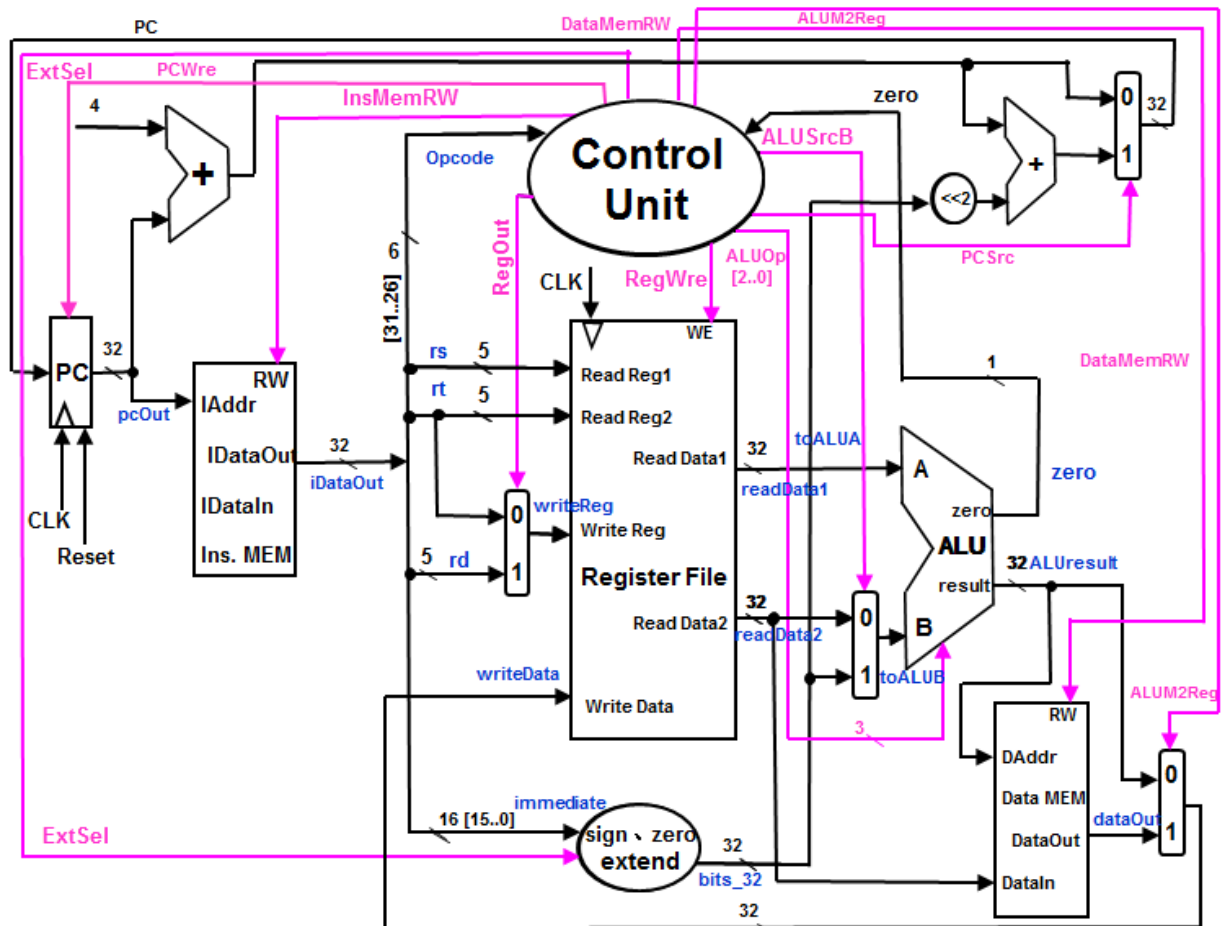 PC
DataMemRW
ALUM2Reg
ExtSel
PCWre
InsMemRW
zero
4
0
32
1
+
+
<<2
Control
Unit
ALUSrcB
Opcode
6
[31..26]
RegOut
CLK
RegWre
ALUOp
[2..0]
PCSrc
DataMemRW
PC
32
pcOut
CLK
Reset
RW
IAddr
IDataOut
IDataIn
Ins. MEM
32
iDataOut
rs
5
rt
5
5
rd
0
1
writeReg
WE
Read Reg1
Read Reg2
Read Data1
Write Reg
Register File
Read Data2
Write Data
writeData
32
toALUA
readData1
32
readData2
0
1
toALUB
3
A
zero
ALU
result
B
1
zero
32
ALUresult
RW
DAddr
Data MEM
DataOut
DataIn
ALUM2Reg
0
1
dataOut
ExtSel
16 [15..0]
immediate
sign、zero
extend
32
bits_32
32